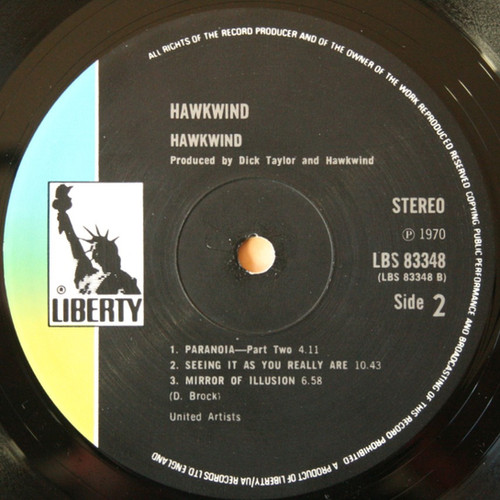 ALL RIGHTS OF THE RECORD PRODUCER AND OF THE OWNER OF THE WORK REPRODUCED RESERVED COPYING PUBLIC PERFORMANCE AND BROADCASTING OF THIS RECORD PROHIBITED A PRODUCT OF LIBERTY/UA RECORDS LTD ENGLAND
HAWKWIND
HAWKWIND
Produced by Dick Taylor and Hawkwind
STEREO
℗ 1970
LBS 83348
(LBS 83348 B)
Side 2
®
LIBERTY
1. PARANOIA—Part Two 4.11
2. SEEING IT AS YOU REALLY ARE 10.43
3. MIRROR OF ILLUSION 6.58
(D. Brock)
United Artists